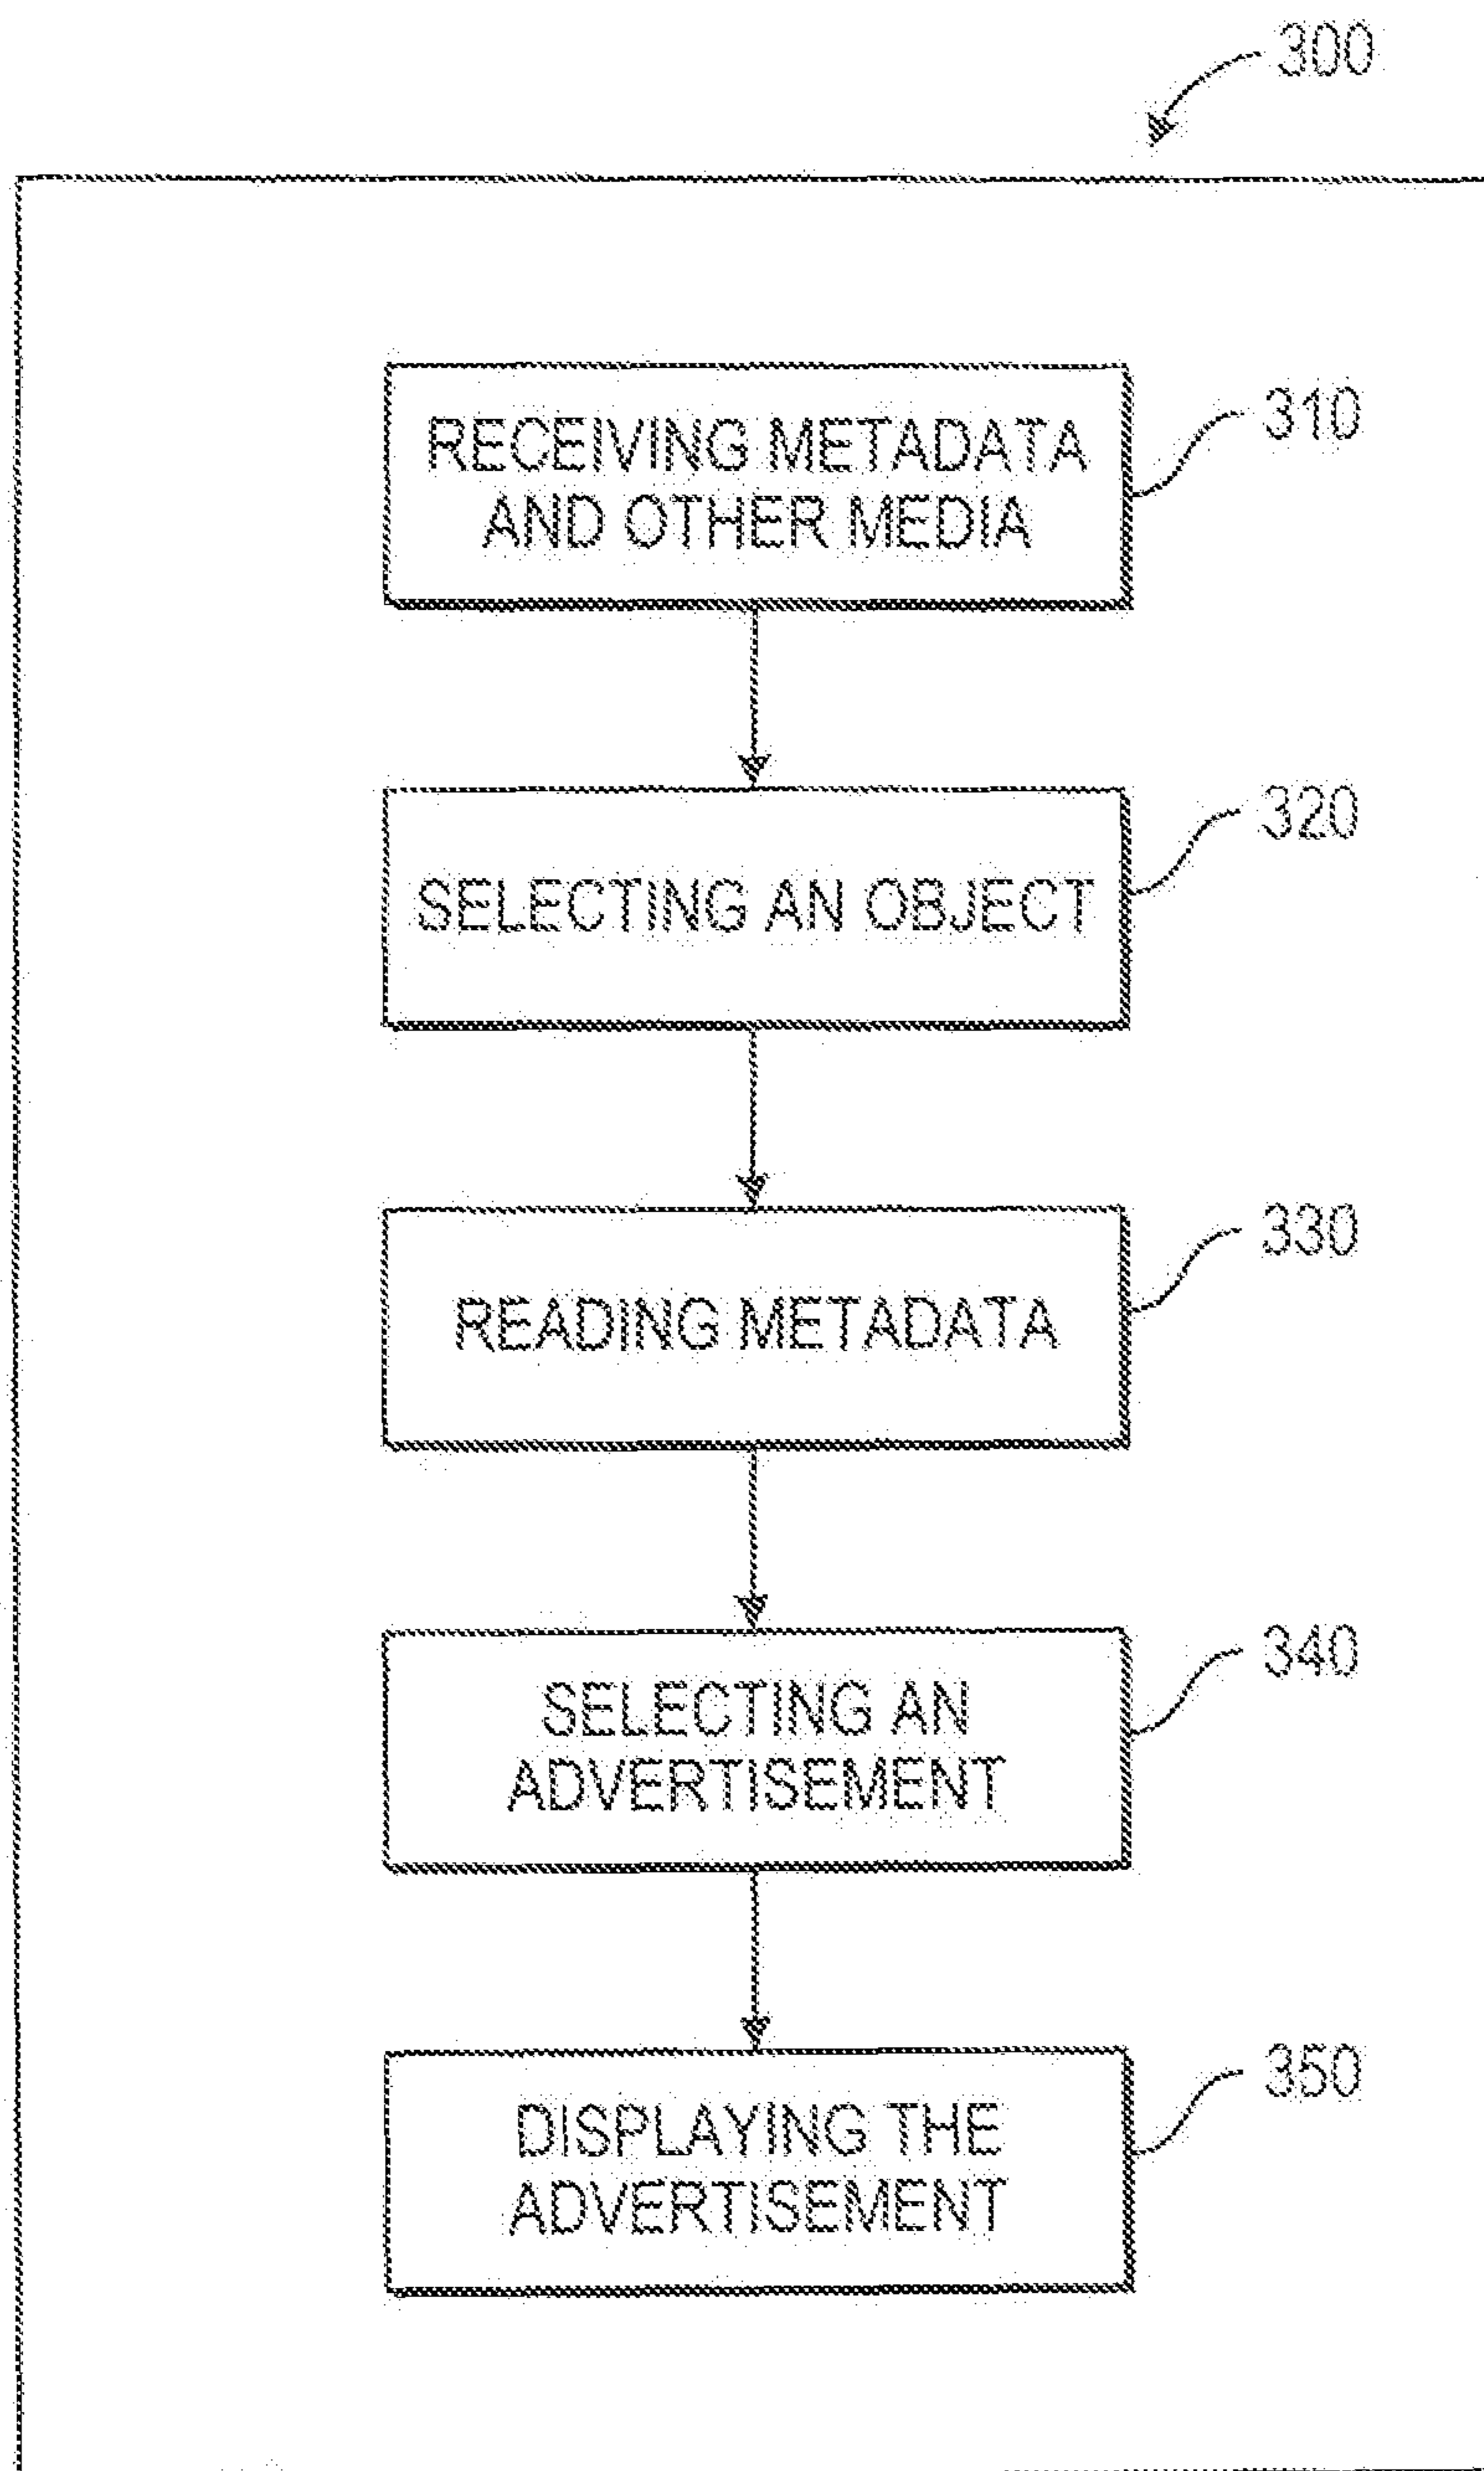 300
RECEIVING METADATA
AND OTHER MEDIA
310
SELECTING AN OBJECT
320
READING METADATA
330
SELECTING AN
ADVERTISEMENT
340
DISPLAYING THE
ADVERTISEMENT
350